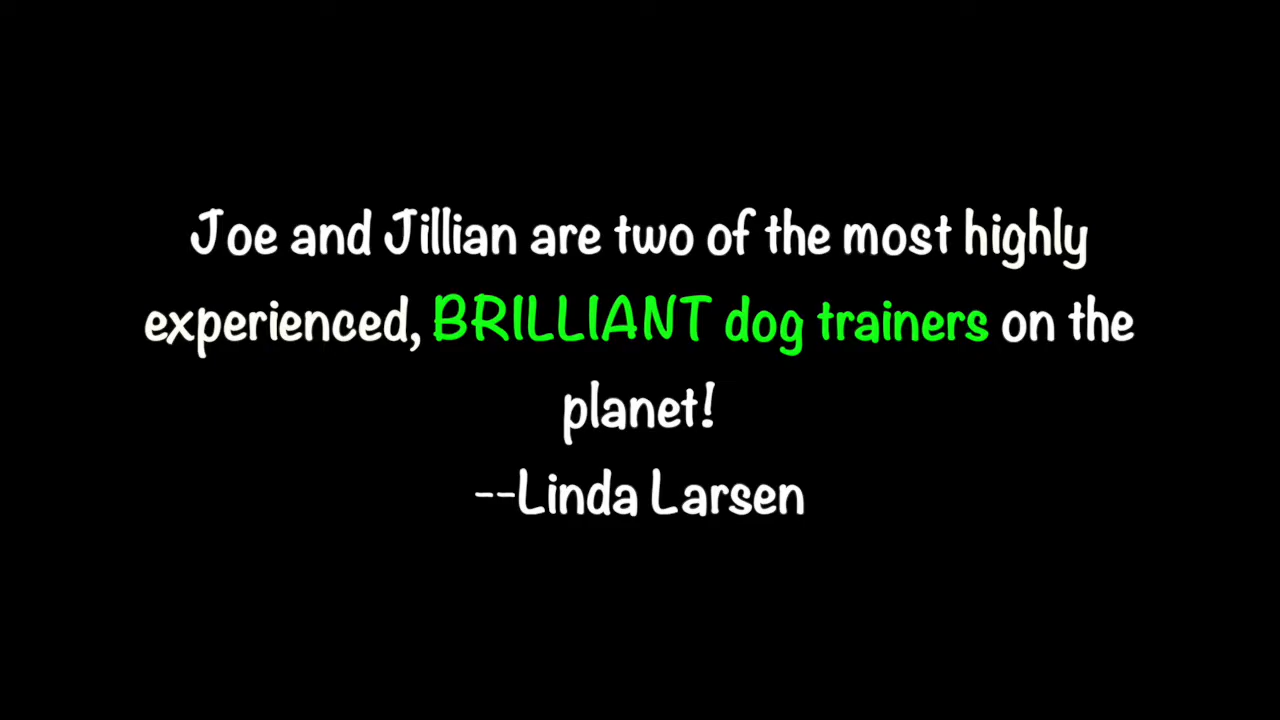 Joe and Jillian are two of the most highly
experienced, BRILLIANT dog trainers on the
planet!
--Linda Larsen